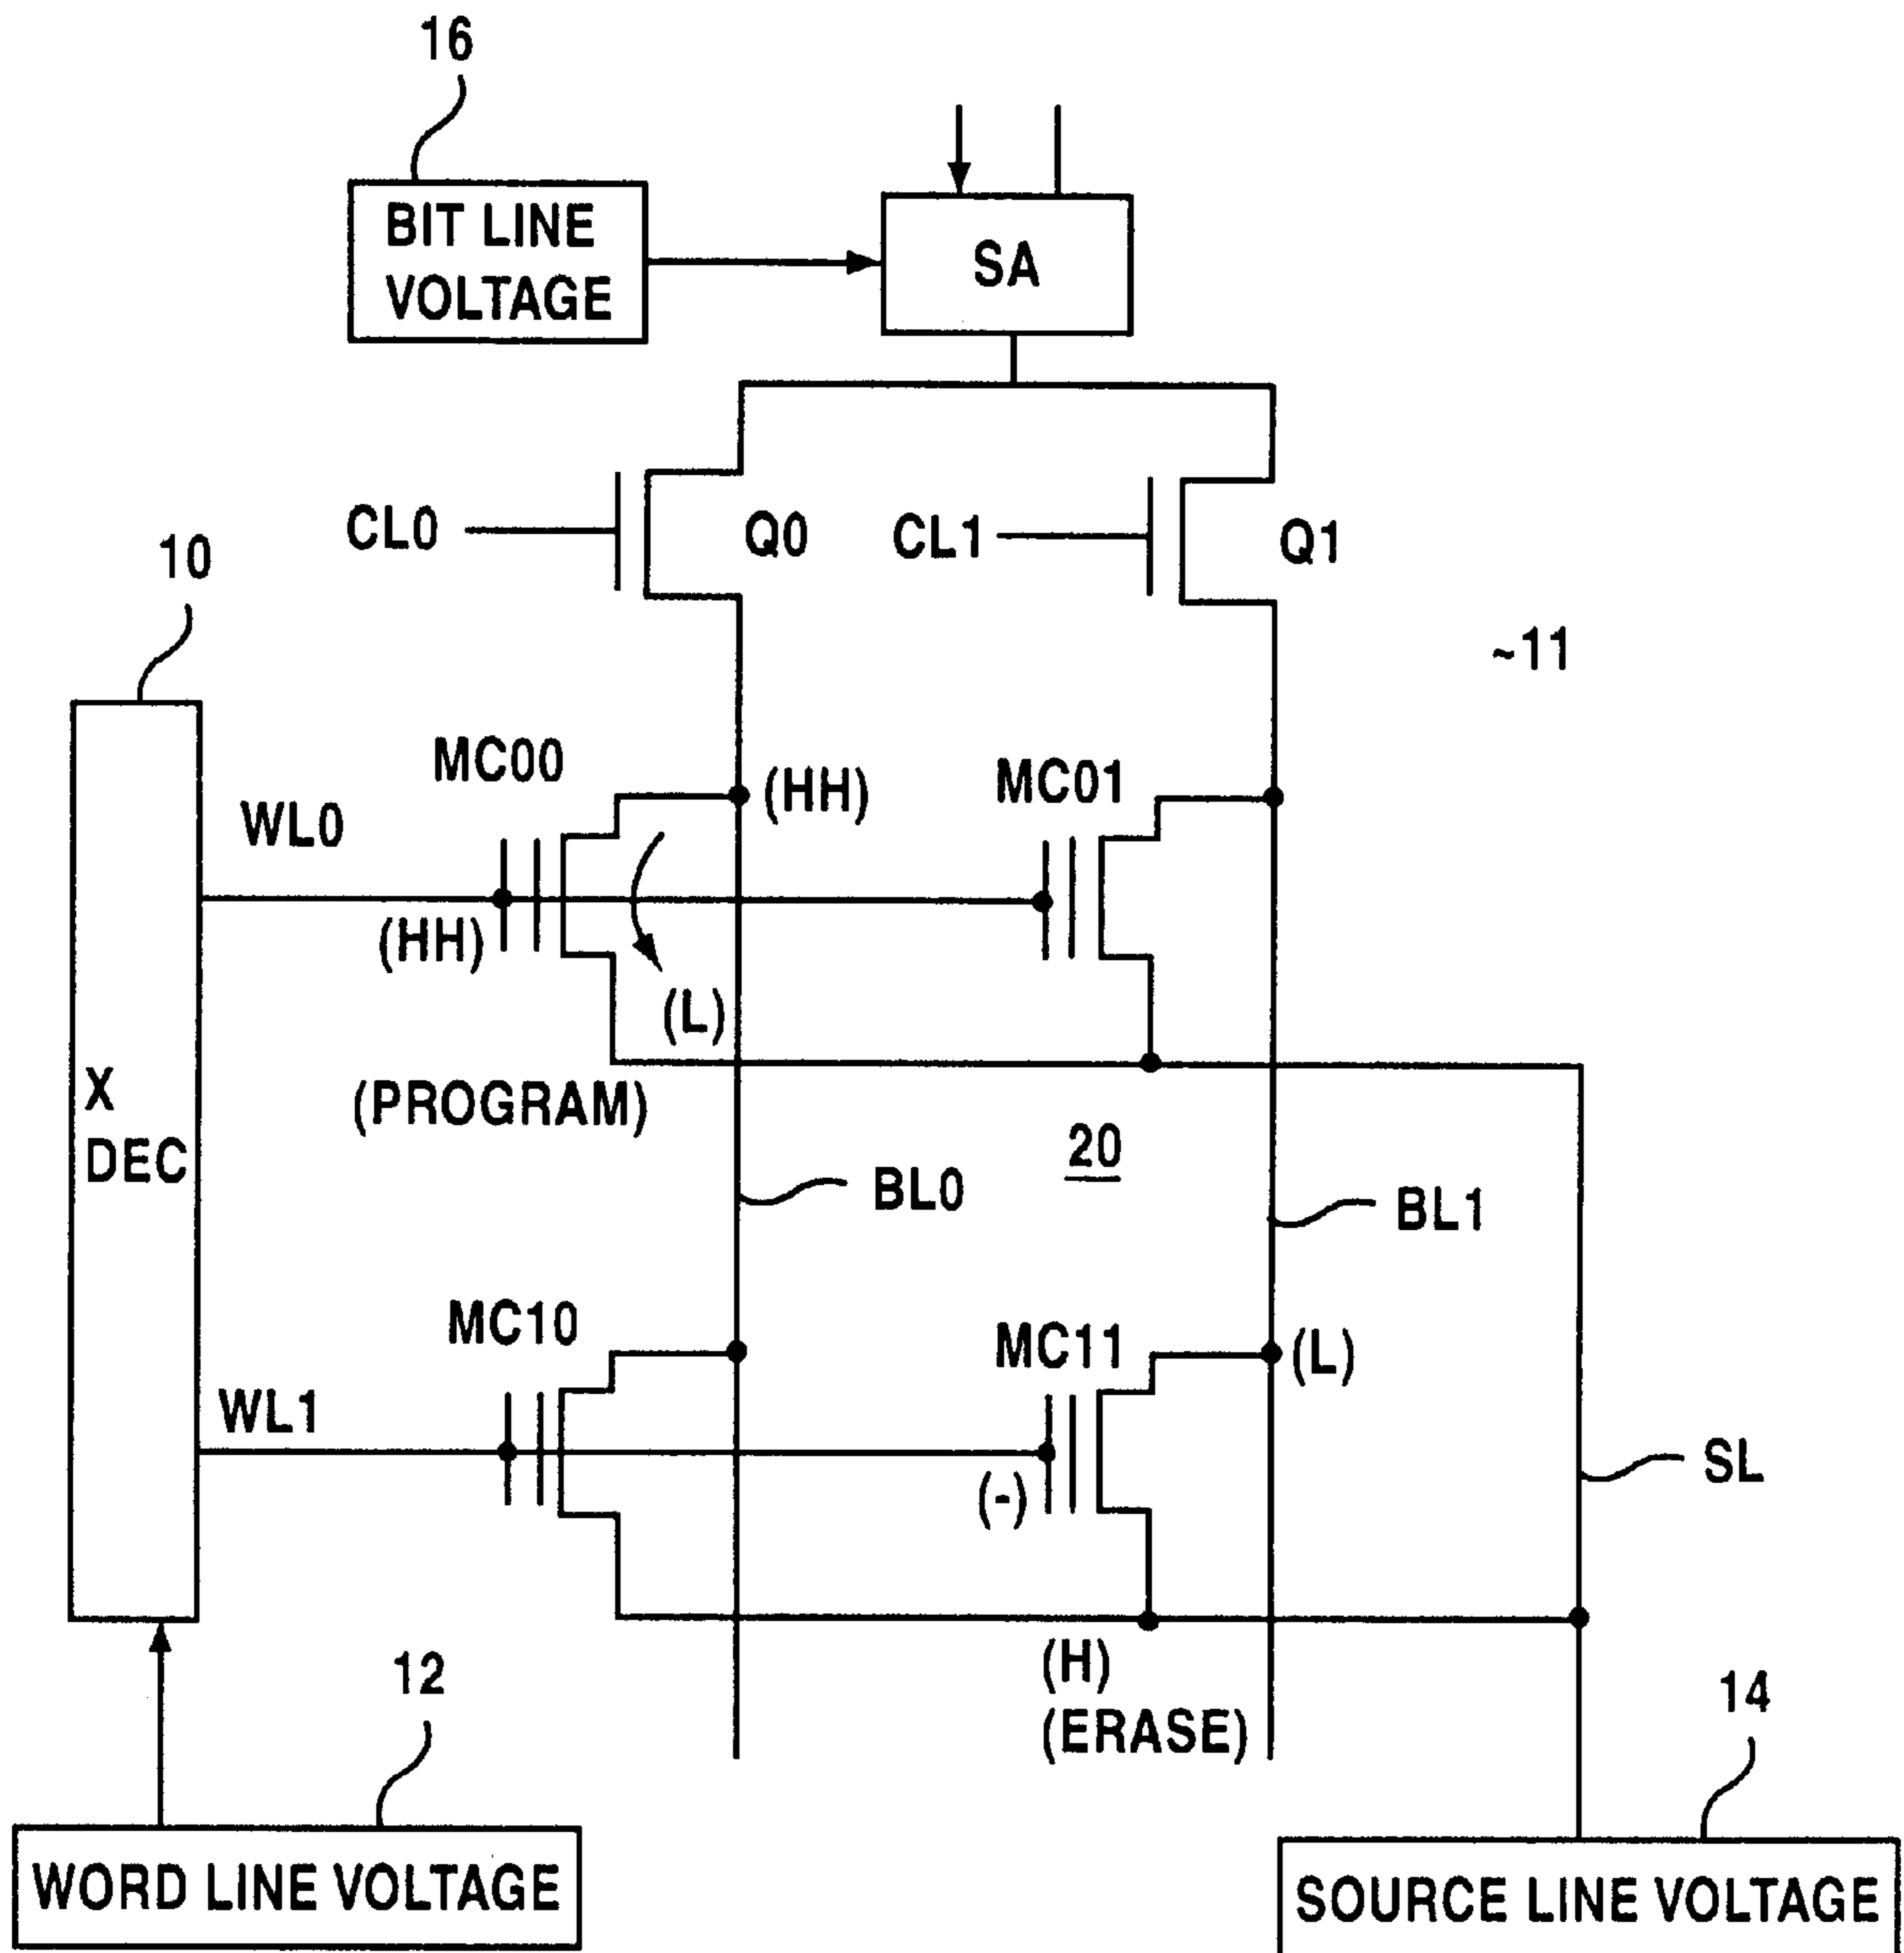 16
BIT LINE
VOLTAGE
SA
CL0
Q0
CL1
Q1
10
~11
MC00
(HH)
MC01
WL0
(HH)
(L)
X
DEC
(PROGRAM)
20
BL0
BL1
MC10
MC11
(L)
WL1
(-)
SL
(H)
(ERASE)
12
14
WORD LINE VOLTAGE
SOURCE LINE VOLTAGE